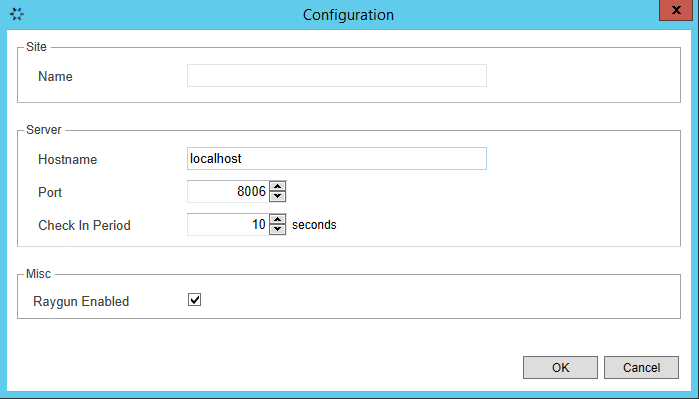 Configuration
x
Site
Name
Server
Hostname localhost
Port 8006
Check In Period 10 seconds
Misc
Raygun Enabled
OK Cancel